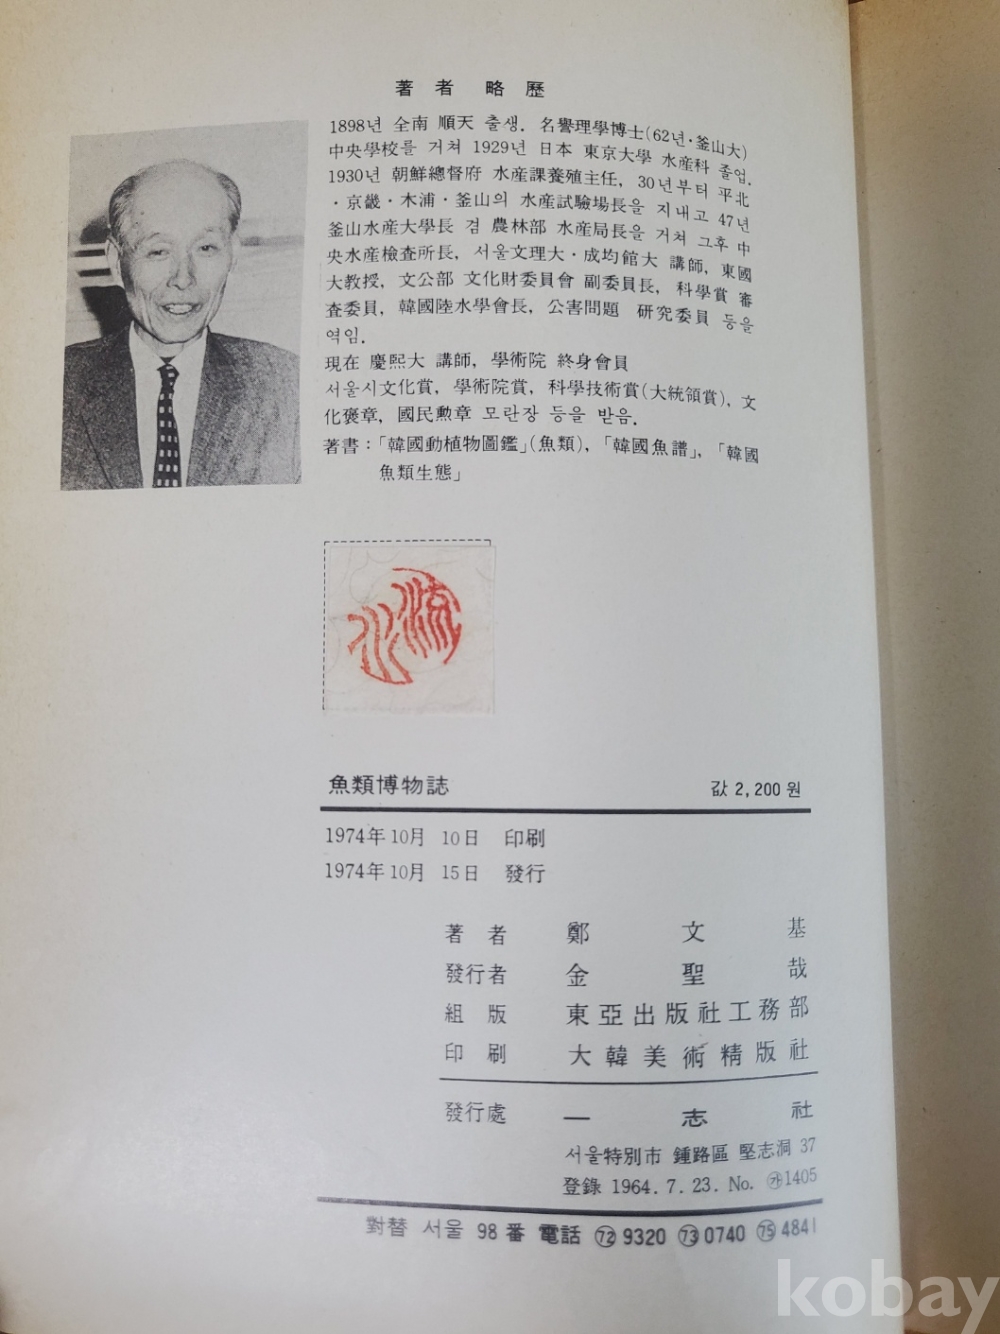 著者 略歷
1898년 全南 順天 출생. 名譽理學博士(62년·釜山大)
中央學校를 거쳐 1929년 日本 東京大學 水産科 졸업.
1930년 朝鮮總督府 水産課養殖主任, 30년부터 平北
·京畿·木浦·釜山의 水産試驗場長을 지내고 47년
釜山水産大學長 겸 農林部 水産局長을 거쳐 그후 中
央水産檢査所長, 서울文理大·成均館大 講師, 東國
大教授, 文公部 文化財委員會 副委員長, 科學賞 審
査委員, 韓國陸水學會長, 公害問題 研究委員 등을
역임.
現在 慶熙大 講師, 學術院 終身會員
서울시文化賞, 學術院賞, 科學技術賞(大統領賞), 文
化褒章, 國民勲章 모란장 등을 받음.
著書:「韓國動植物圖鑑」(魚類), 「韓國魚譜」, 「韓國
魚類生態」
魚類博物誌 값 2,200원
1974年 10月 10日 印刷
1974年 10月 15日 發行
著者 鄭文基
發行者 金聖哉
組版 東亞出版社工務部
印刷 大韓美術精版社
發行處 一志社
서울特別市 鍾路區 堅志洞 37
登錄 1964. 7. 23. No. ㉮1405
對替 서울 98番 電話 72 9320 73 0740 75 4841
kobay